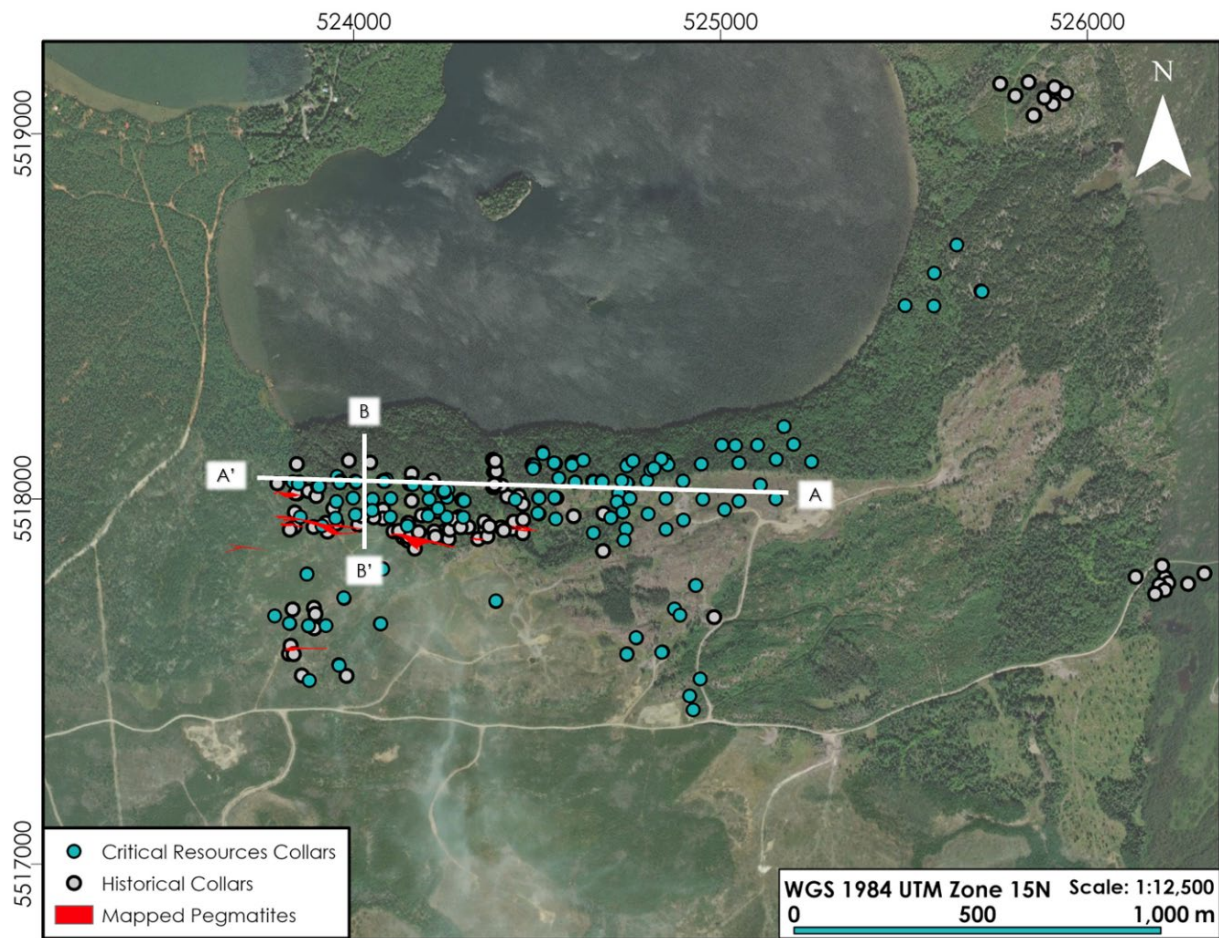 524000
525000
526000
N
5519000
B
A'
A
5518000
B'
5517000
Critical Resources Collars
Historical Collars
Mapped Pegmatites
WGS 1984 UTM Zone 15N Scale: 1:12,500
0 500 1,000 m